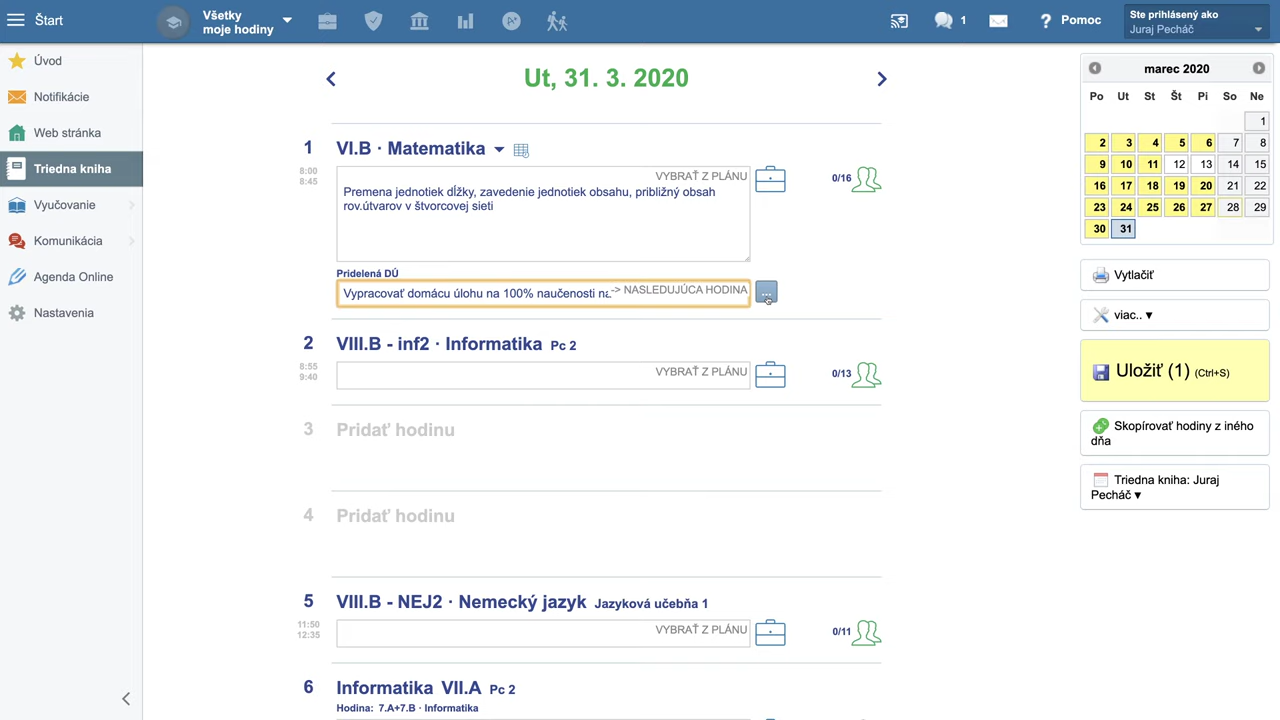 Štart
Všetky
moje hodiny
1
Pomoc
Ste prihlásený ako
Juraj Pecháč
Úvod
Notifikácie
Web stránka
Triedna kniha
Vyučovanie
Komunikácia
Agenda Online
Nastavenia
Ut, 31. 3. 2020
1 VI.B · Matematika
8:00
8:45
VYBRAŤ Z PLÁNU
Premena jednotiek dĺžky, zavedenie jednotiek obsahu, približný obsah
rov.útvarov v štvorcovej sieti
0/16
Pridelená DÚ
Vypracovať domácu úlohu na 100% naučenosti na -> NASLEDUJÚCA HODINA
...
2 VIII.B - inf2 · Informatika Pc 2
8:55
9:40
VYBRAŤ Z PLÁNU
0/13
3 Pridať hodinu
4 Pridať hodinu
5 VIII.B - NEJ2 · Nemecký jazyk Jazyková učebňa 1
11:50
12:35
VYBRAŤ Z PLÁNU
0/11
6 Informatika VII.A Pc 2
Hodina: 7.A+7.B · Informatika
marec 2020
Po Ut St Št Pi So Ne
1
2 3 4 5 6 7 8
9 10 11 12 13 14 15
16 17 18 19 20 21 22
23 24 25 26 27 28 29
30 31
Vytlačiť
viac.. ▾
Uložiť (1) (Ctrl+S)
Skopírovať hodiny z iného
dňa
Triedna kniha: Juraj
Pecháč ▾